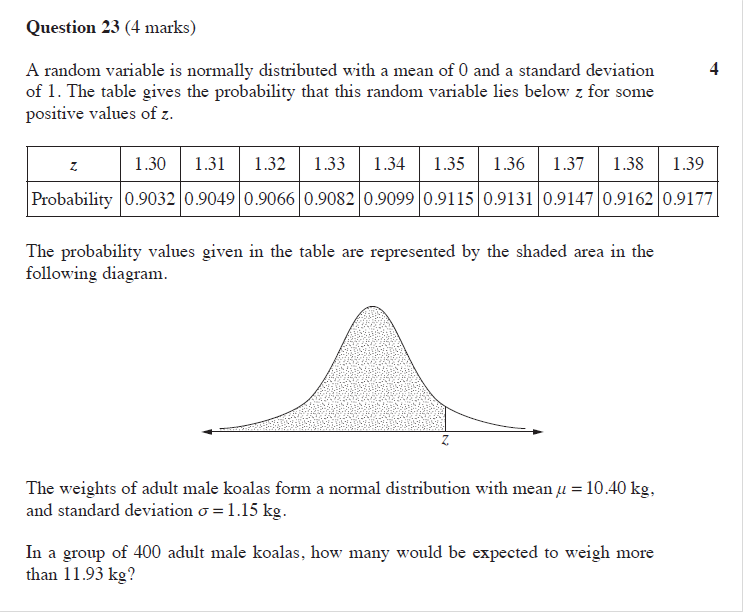 Question 23 (4 marks)
A random variable is normally distributed with a mean of 0 and a standard deviation 4
of 1. The table gives the probability that this random variable lies below z for some
positive values of z.
z 1.30 1.31 1.32 1.33 1.34 1.35 1.36 1.37 1.38 1.39
Probability 0.9032 0.9049 0.9066 0.9082 0.9099 0.9115 0.9131 0.9147 0.9162 0.9177
The probability values given in the table are represented by the shaded area in the
following diagram.
z
The weights of adult male koalas form a normal distribution with mean μ = 10.40 kg,
and standard deviation σ = 1.15 kg.
In a group of 400 adult male koalas, how many would be expected to weigh more
than 11.93 kg?